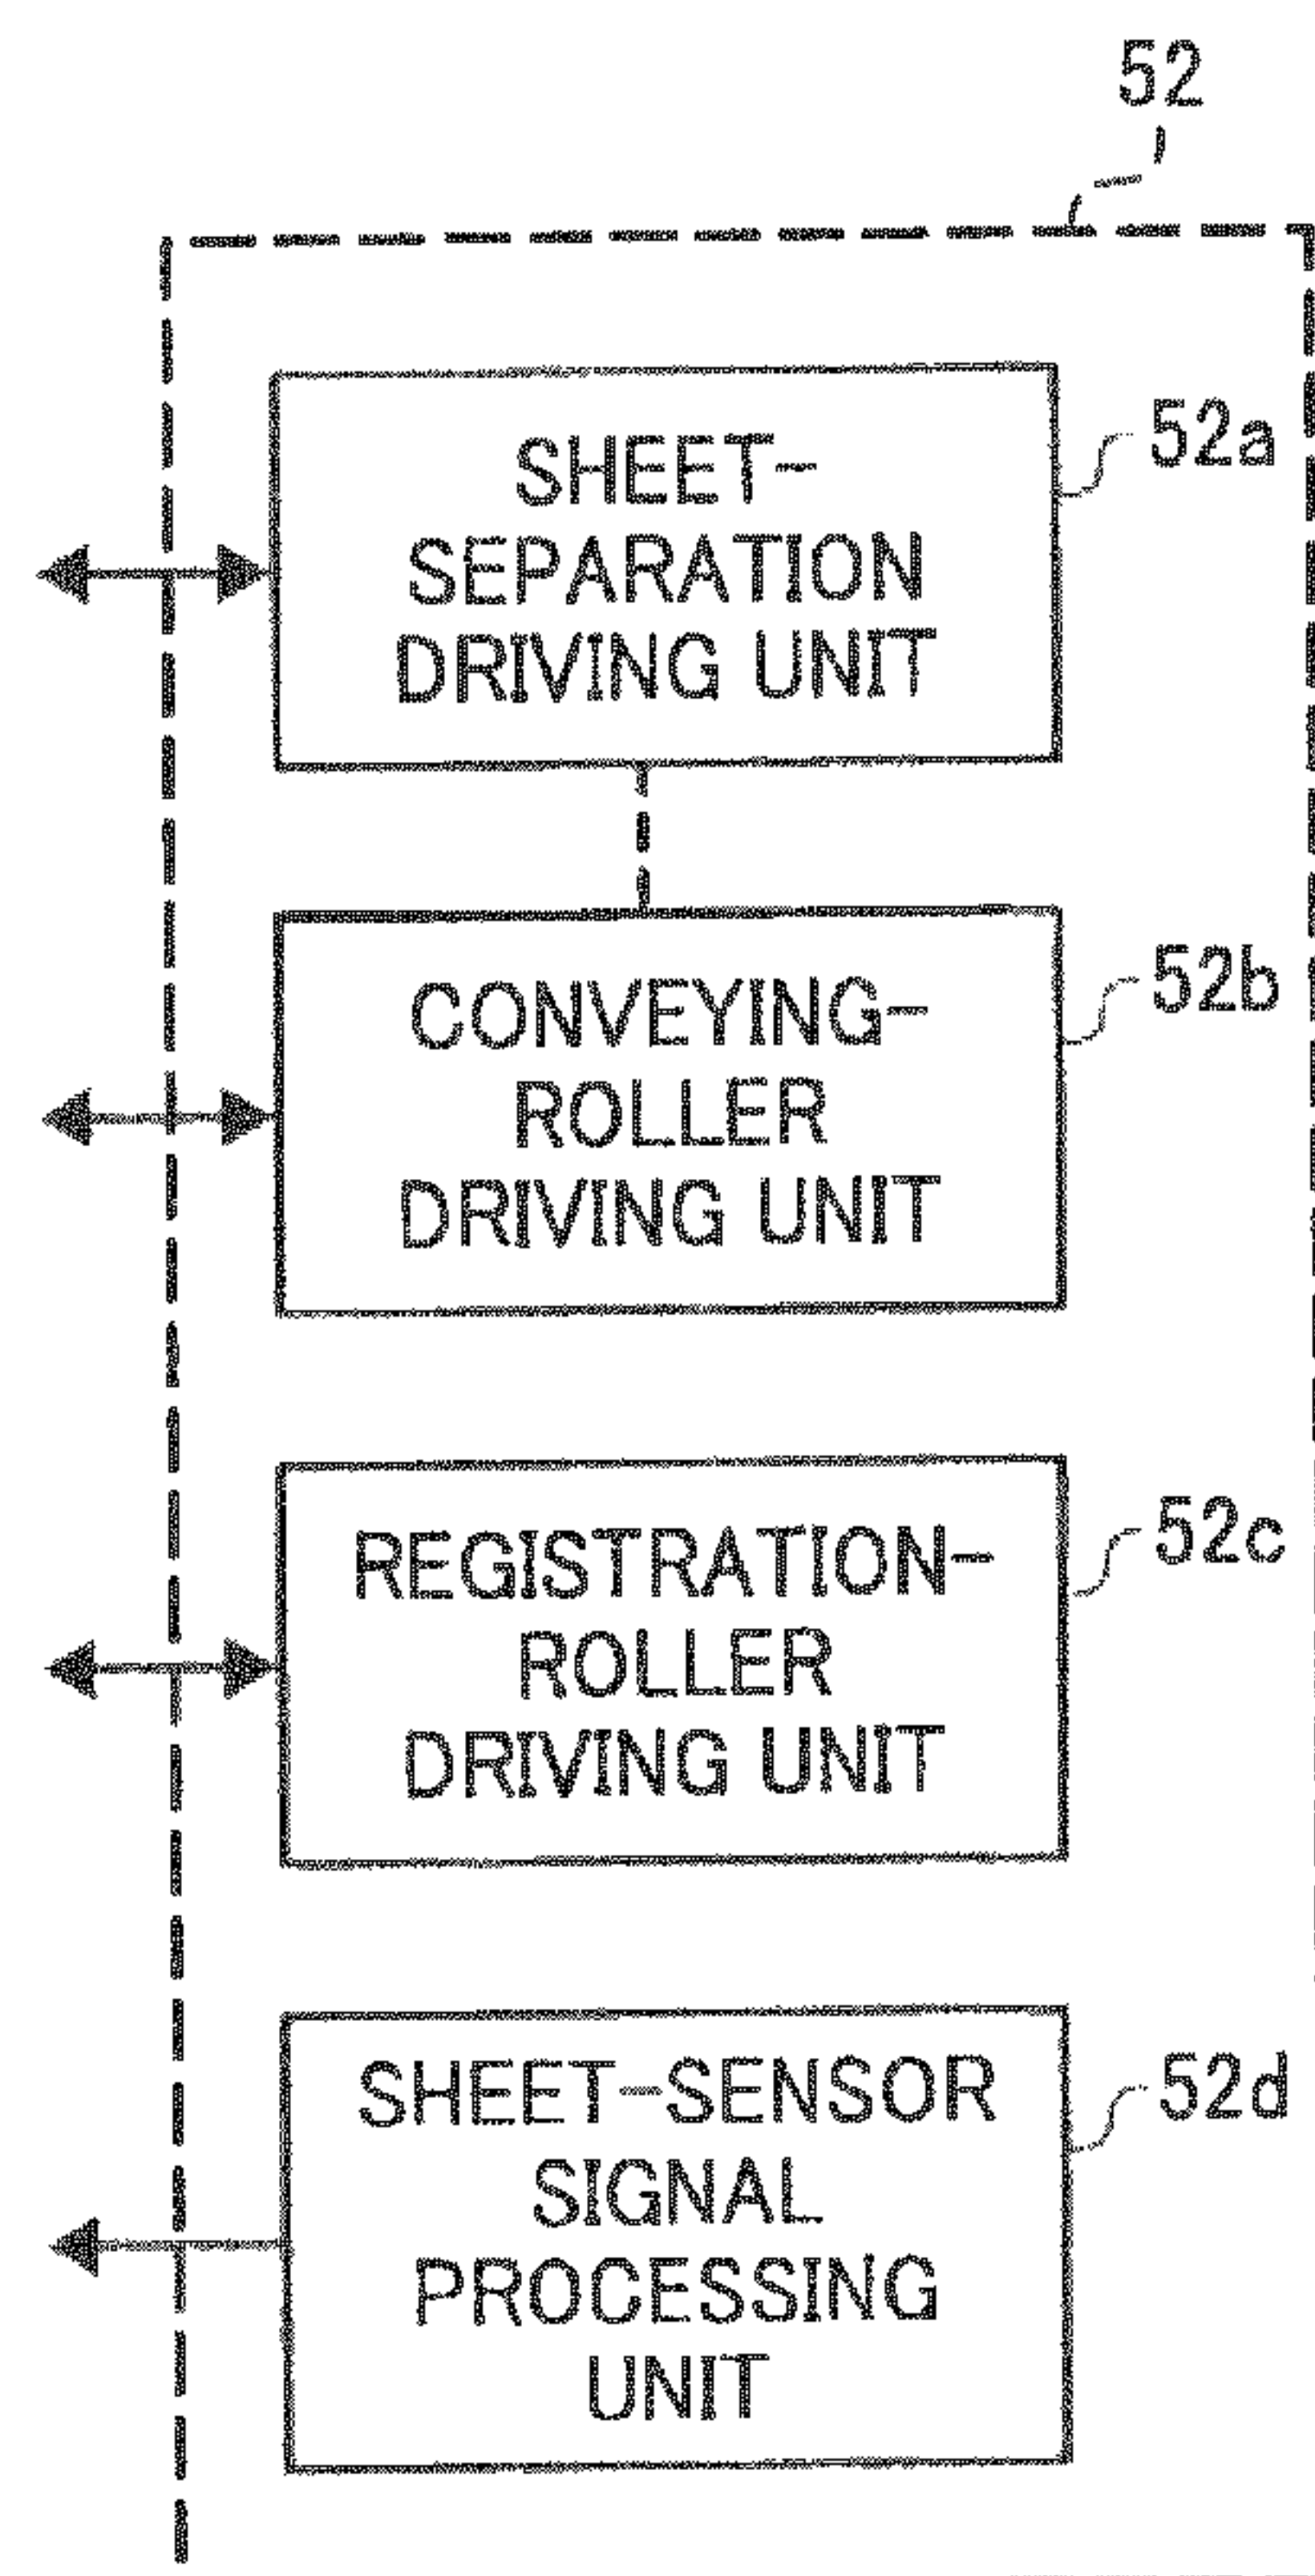 52
SHEET-
SEPARATION
DRIVING UNIT
52a
CONVEYING-
ROLLER
DRIVING UNIT
52b
REGISTRATION-
ROLLER
DRIVING UNIT
52c
SHEET-SENSOR
SIGNAL
PROCESSING
UNIT
52d